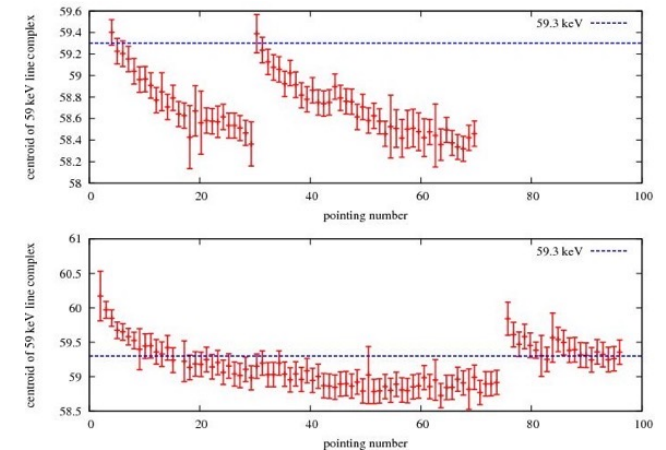 59.6
59.3 keV
59.4
59.2
59
58.8
58.6
58.4
58.2
58
0 20 40 60 80 100
pointing number
centroid of 59 keV line complex
61
59.3 keV
60.5
60
59.5
59
58.5
0 20 40 60 80 100
pointing number
centroid of 59 keV line complex